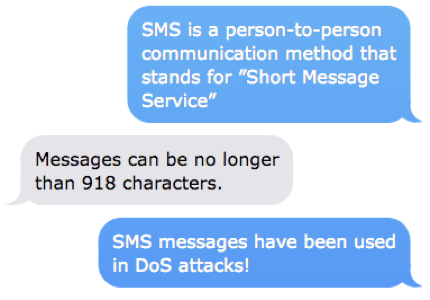 SMS is a person-to-person
communication method that
stands for ”Short Message
Service”
Messages can be no longer
than 918 characters.
SMS messages have been used
in DoS attacks!